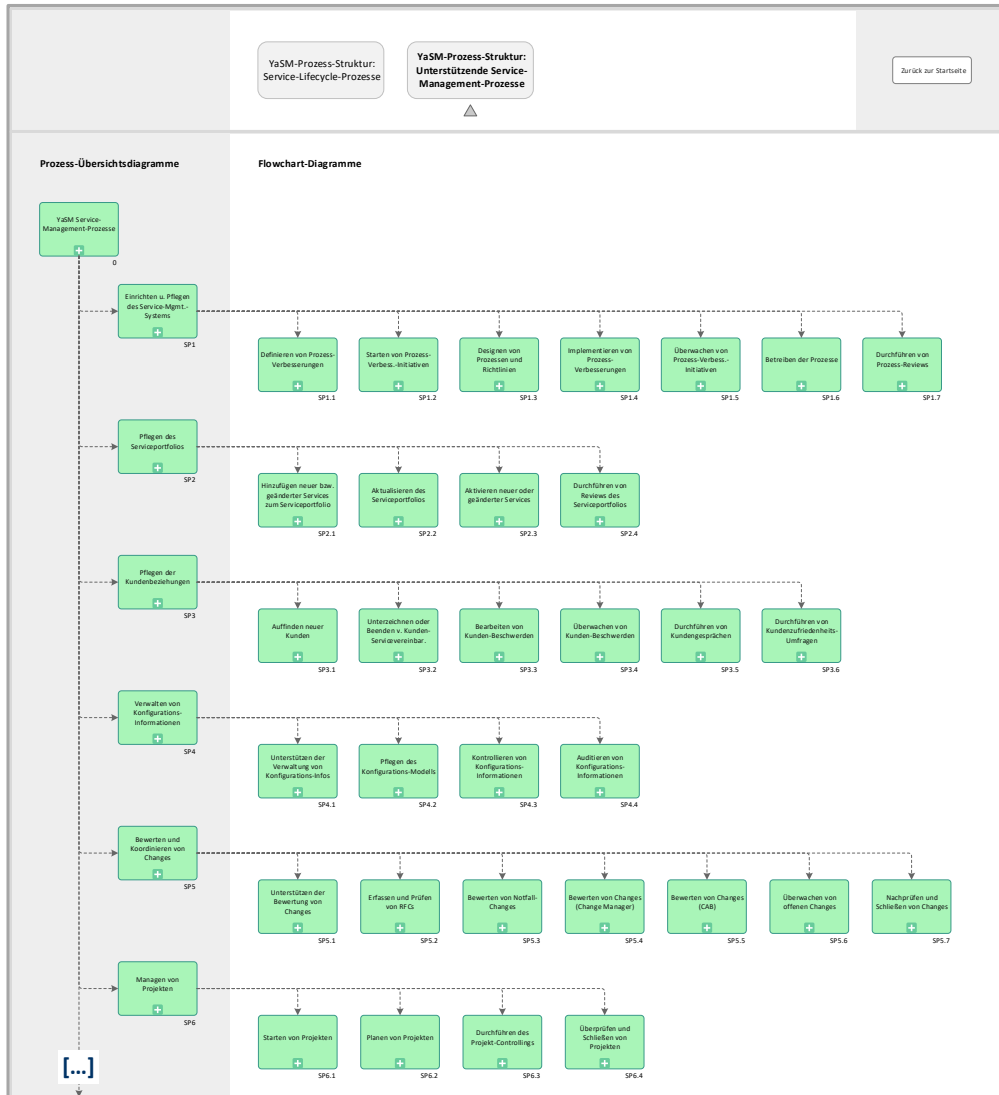 YaSM-Prozess-Struktur:
Service-Lifecycle-Prozesse
YaSM-Prozess-Struktur:
Unterstützende Service-
Management-Prozesse
Zurück zur Startseite
Prozess-Übersichtsdiagramme
Flowchart-Diagramme
YaSM Service-
Management-Prozesse
0
Einrichten u. Pflegen
des Service-Mgmt.-
Systems
SP1
Definieren von Prozess-
Verbesserungen
SP1.1
Starten von Prozess-
Verbess.-Initiativen
SP1.2
Designen von
Prozessen und
Richtlinien
SP1.3
Implementieren von
Prozess-
Verbesserungen
SP1.4
Überwachen von
Prozess-Verbess.-
Initiativen
SP1.5
Betreiben der Prozesse
SP1.6
Durchführen von
Prozess-Reviews
SP1.7
Pflegen des
Serviceportfolios
SP2
Hinzufügen neuer bzw.
geänderter Services
zum Serviceportfolio
SP2.1
Aktualisieren des
Serviceportfolios
SP2.2
Aktivieren neuer oder
geänderter Services
SP2.3
Durchführen von
Reviews des
Serviceportfolios
SP2.4
Pflegen der
Kundenbeziehungen
SP3
Auffinden neuer
Kunden
SP3.1
Unterzeichnen oder
Beenden v. Kunden-
Servicevereinbar.
SP3.2
Bearbeiten von
Kunden-Beschwerden
SP3.3
Überwachen von
Kunden-Beschwerden
SP3.4
Durchführen von
Kundengesprächen
SP3.5
Durchführen von
Kundenzufriedenheits-
Umfragen
SP3.6
Verwalten von
Konfigurations-
Informationen
SP4
Unterstützen der
Verwaltung von
Konfigurations-Infos
SP4.1
Pflegen des
Konfigurations-Modells
SP4.2
Kontrollieren von
Konfigurations-
Informationen
SP4.3
Auditieren von
Konfigurations-
Informationen
SP4.4
Bewerten und
Koordinieren von
Changes
SP5
Unterstützen der
Bewertung von
Changes
SP5.1
Erfassen und Prüfen
von RFCs
SP5.2
Bewerten von Notfall-
Changes
SP5.3
Bewerten von Changes
(Change Manager)
SP5.4
Bewerten von Changes
(CAB)
SP5.5
Überwachen von
offenen Changes
SP5.6
Nachprüfen und
Schließen von Changes
SP5.7
Managen von
Projekten
SP6
Starten von Projekten
SP6.1
Planen von Projekten
SP6.2
Durchführen des
Projekt-Controllings
SP6.3
Überprüfen und
Schließen von
Projekten
SP6.4
[...]